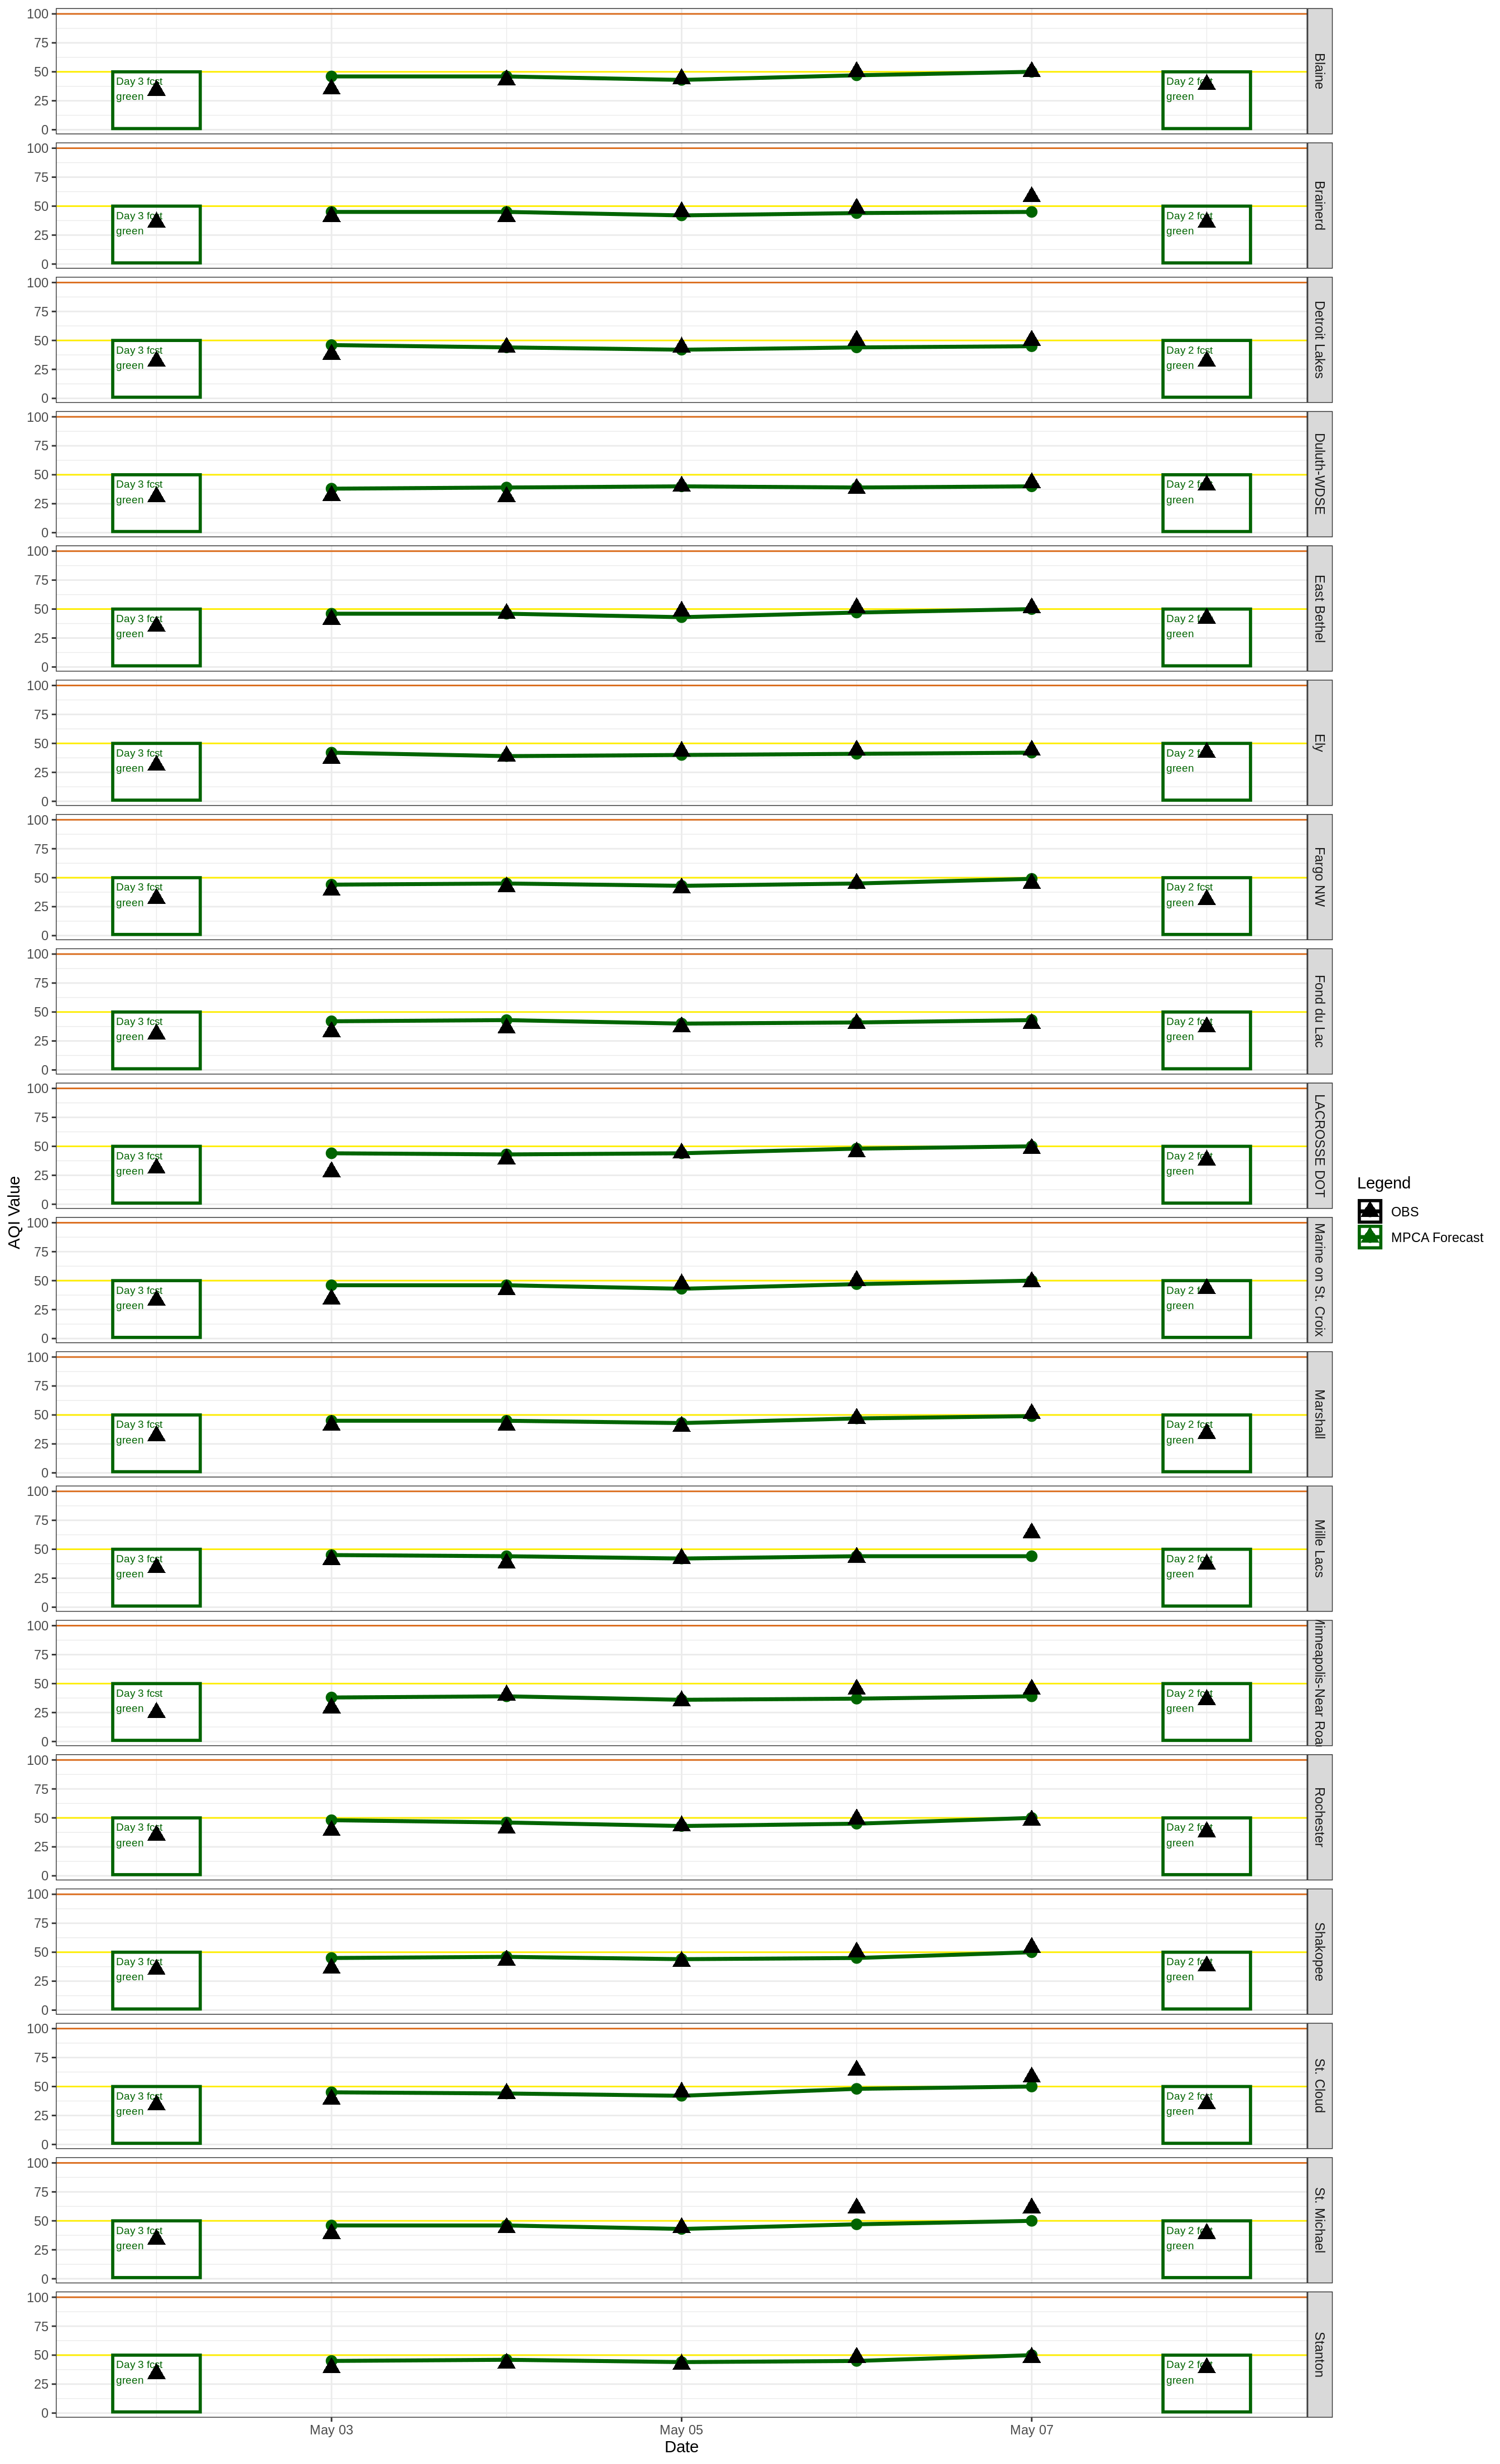 100
75
50
25
0
Day 3 fcst
green
Day 2 fcst
green
Blaine
100
75
50
25
0
Day 3 fcst
green
Day 2 fcst
green
Brainerd
100
75
50
25
0
Day 3 fcst
green
Day 2 fcst
green
Detroit Lakes
100
75
50
25
0
Day 3 fcst
green
Day 2 fcst
green
Duluth-WDSE
100
75
50
25
0
Day 3 fcst
green
Day 2 fcst
green
East Bethel
100
75
50
25
0
Day 3 fcst
green
Day 2 fcst
green
Ely
100
75
50
25
0
Day 3 fcst
green
Day 2 fcst
green
Fargo NW
100
75
50
25
0
Day 3 fcst
green
Day 2 fcst
green
Fond du Lac
100
75
50
25
0
Day 3 fcst
green
Day 2 fcst
green
LACROSSE DOT
100
75
50
25
0
Day 3 fcst
green
Day 2 fcst
green
Marine on St. Croix
100
75
50
25
0
Day 3 fcst
green
Day 2 fcst
green
Marshall
100
75
50
25
0
Day 3 fcst
green
Day 2 fcst
green
Mille Lacs
100
75
50
25
0
Day 3 fcst
green
Day 2 fcst
green
inneapolis-Near Roa
100
75
50
25
0
Day 3 fcst
green
Day 2 fcst
green
Rochester
100
75
50
25
0
Day 3 fcst
green
Day 2 fcst
green
Shakopee
100
75
50
25
0
Day 3 fcst
green
Day 2 fcst
green
St. Cloud
100
75
50
25
0
Day 3 fcst
green
Day 2 fcst
green
St. Michael
100
75
50
25
0
Day 3 fcst
green
Day 2 fcst
green
Stanton
May 03
May 05
May 07
Date
AQI Value
Legend
OBS
MPCA Forecast